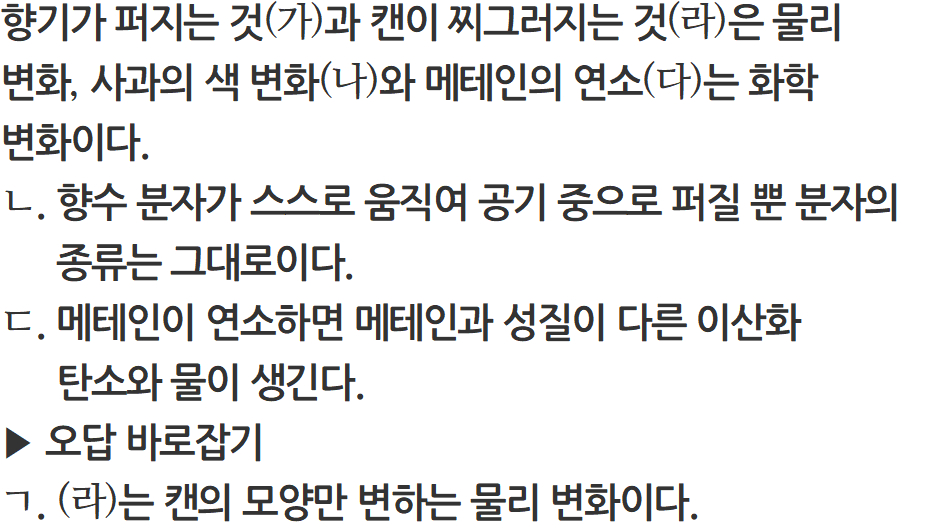 향기가 퍼지는 것(가)과 캔이 찌그러지는 것(라)은 물리
변화, 사과의 색 변화(나)와 메테인의 연소(다)는 화학
변화이다.
ㄴ. 향수 분자가 스스로 움직여 공기 중으로 퍼질 뿐 분자의
종류는 그대로이다.
ㄷ. 메테인이 연소하면 메테인과 성질이 다른 이산화
탄소와 물이 생긴다.
▶ 오답 바로잡기
ㄱ. (라)는 캔의 모양만 변하는 물리 변화이다.